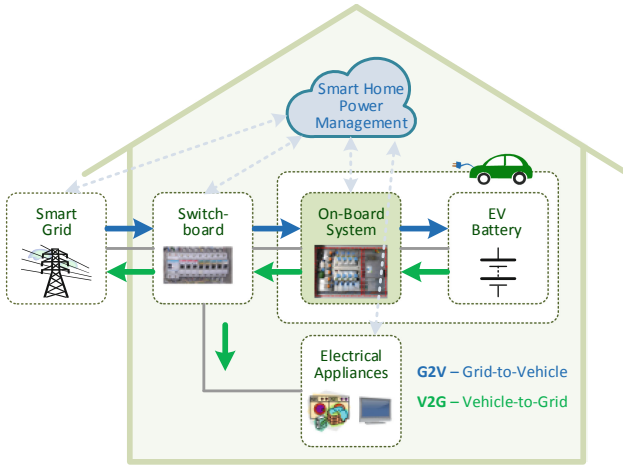 Smart Home
Power
Management
Smart
Grid
Switch-
board
On-Board
System
EV
Battery
Electrical
Appliances
G2V – Grid-to-Vehicle
V2G – Vehicle-to-Grid